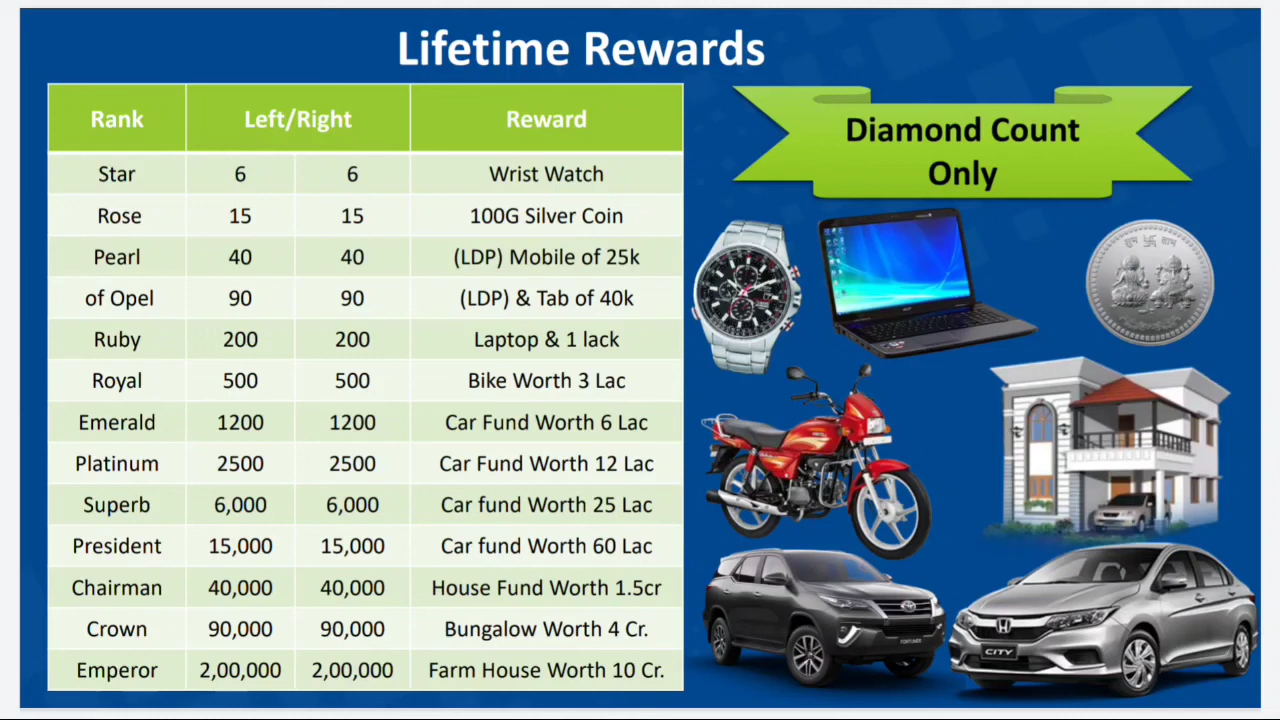 Lifetime Rewards
Rank Left/Right Reward
Star 6 6 Wrist Watch
Rose 15 15 100G Silver Coin
Pearl 40 40 (LDP) Mobile of 25k
of Opel 90 90 (LDP) & Tab of 40k
Ruby 200 200 Laptop & 1 lack
Royal 500 500 Bike Worth 3 Lac
Emerald 1200 1200 Car Fund Worth 6 Lac
Platinum 2500 2500 Car Fund Worth 12 Lac
Superb 6,000 6,000 Car fund Worth 25 Lac
President 15,000 15,000 Car fund Worth 60 Lac
Chairman 40,000 40,000 House Fund Worth 1.5cr
Crown 90,000 90,000 Bungalow Worth 4 Cr.
Emperor 2,00,000 2,00,000 Farm House Worth 10 Cr.
Diamond Count
Only
शुभ लाभ
FORTUNER
CITY